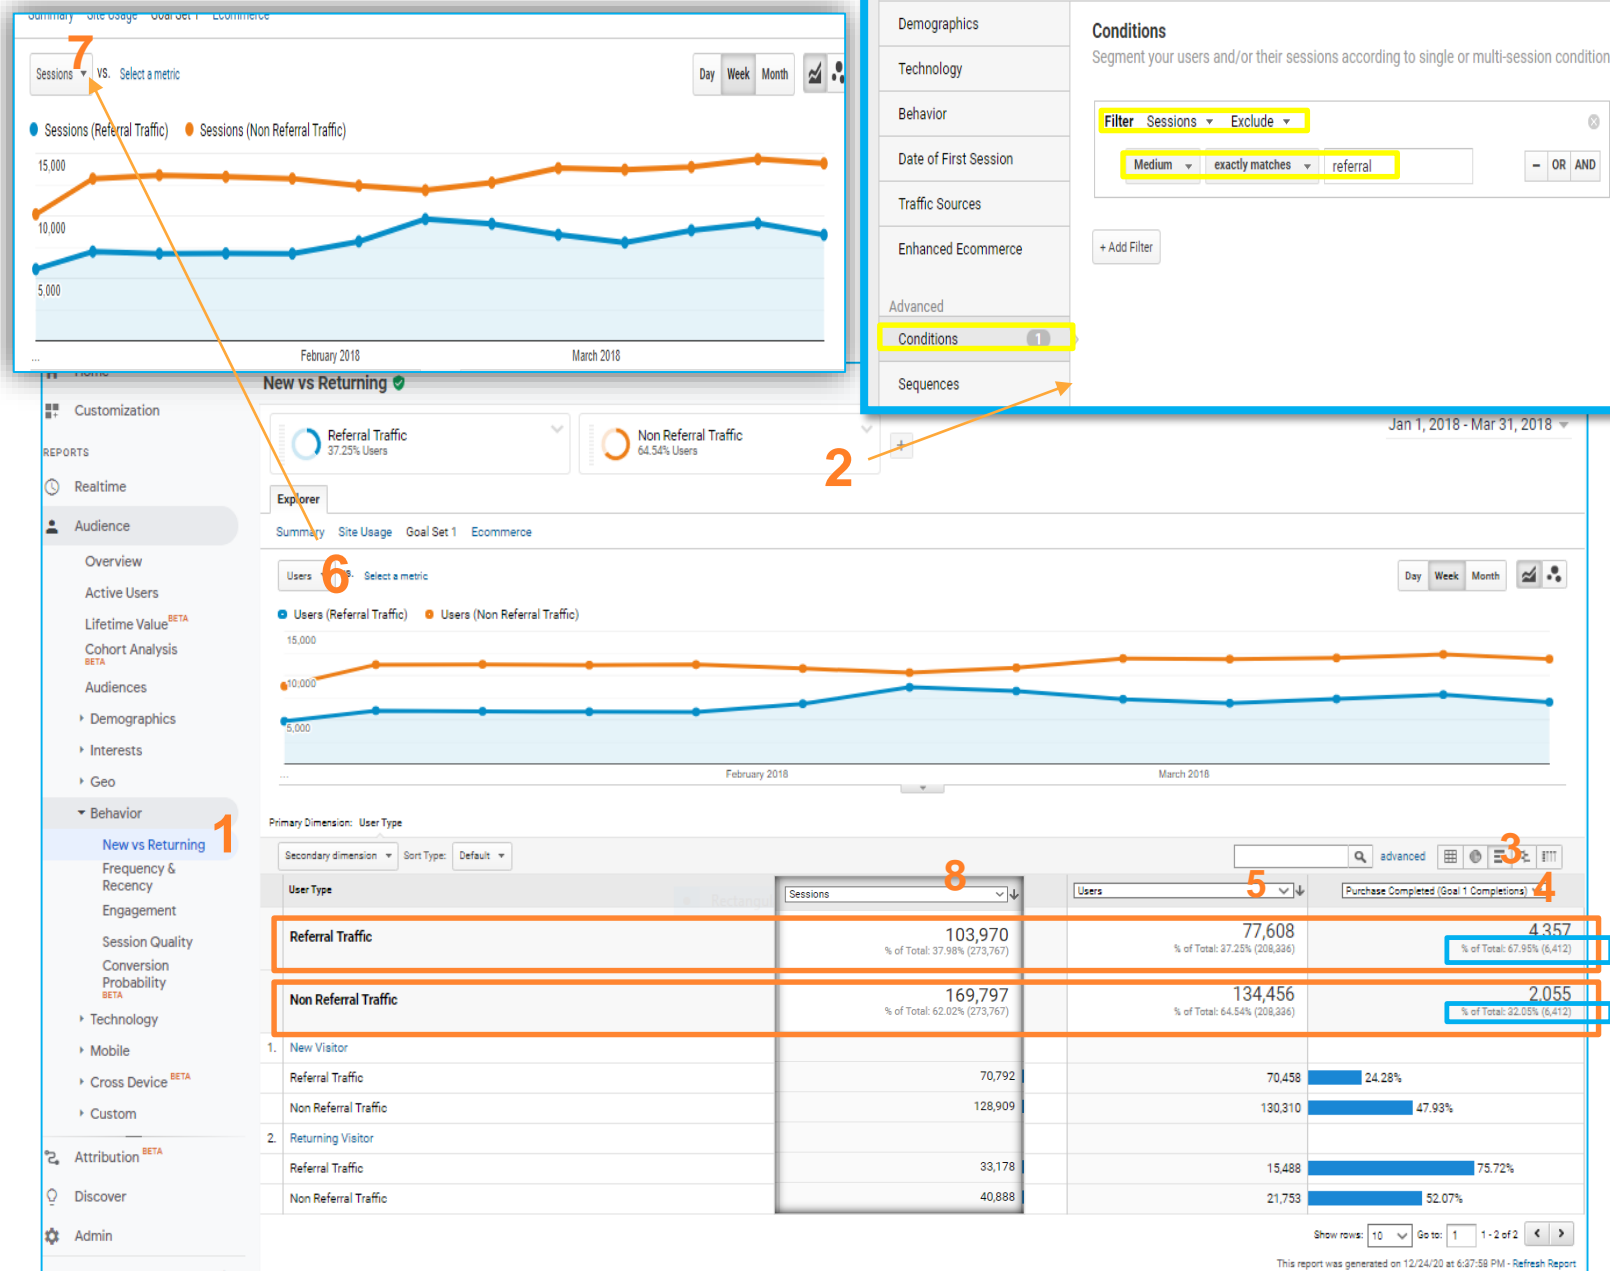 Summary Site Usage Goal Set 1 Ecommerce
7
Sessions VS. Select a metric
Day Week Month
Sessions (Referral Traffic) Sessions (Non Referral Traffic)
15,000
10,000
5,000
...
February 2018
March 2018
Demographics
Technology
Behavior
Date of First Session
Traffic Sources
Enhanced Ecommerce
Advanced
Conditions 1
Sequences
Conditions
Segment your users and/or their sessions according to single or multi-session condition
Filter Sessions Exclude
Medium exactly matches referral
– OR AND
+ Add Filter
2
Home
Customization
REPORTS
Realtime
Audience
Overview
Active Users
Lifetime Value BETA
Cohort Analysis
BETA
Audiences
Demographics
Interests
Geo
Behavior
1
New vs Returning
Frequency &
Recency
Engagement
Session Quality
Conversion
Probability
BETA
Technology
Mobile
Cross Device BETA
Custom
Attribution BETA
Discover
Admin
New vs Returning
Jan 1, 2018 - Mar 31, 2018
Referral Traffic
37.25% Users
Non Referral Traffic
64.54% Users
+
Explorer
Summary Site Usage Goal Set 1 Ecommerce
Users 6 Select a metric
Day Week Month
Users (Referral Traffic) Users (Non Referral Traffic)
15,000
10,000
5,000
...
February 2018
March 2018
Primary Dimension: User Type
Secondary dimension Sort Type: Default
advanced
3
User Type
Sessions 8
Users 5
Purchase Completed (Goal 1 Completions) 4
Referral Traffic
103,970
% of Total: 37.98% (273,767)
77,608
% of Total: 37.25% (208,336)
4,357
% of Total: 67.95% (6,412)
Non Referral Traffic
169,797
% of Total: 62.02% (273,767)
134,456
% of Total: 64.54% (208,336)
2,055
% of Total: 32.05% (6,412)
1. New Visitor
Referral Traffic 70,792 70,458 24.28%
Non Referral Traffic 128,909 130,310 47.93%
2. Returning Visitor
Referral Traffic 33,178 15,488 75.72%
Non Referral Traffic 40,888 21,753 52.07%
Show rows: 10 Go to: 1 1 - 2 of 2
This report was generated on 12/24/20 at 6:37:58 PM - Refresh Report